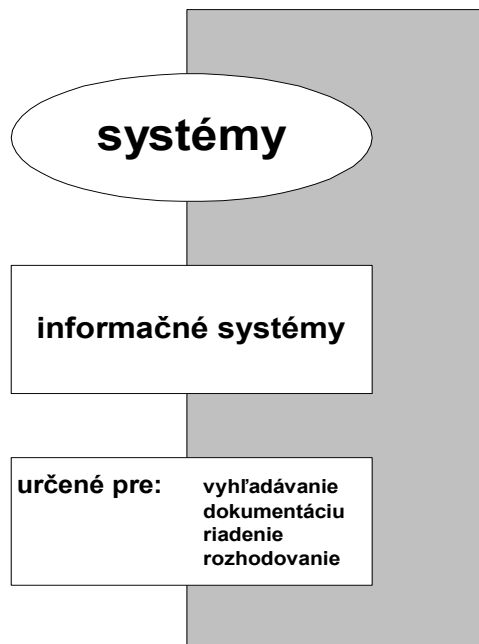 systémy
informačné systémy
určené pre: vyhľadávanie
dokumentáciu
riadenie
rozhodovanie